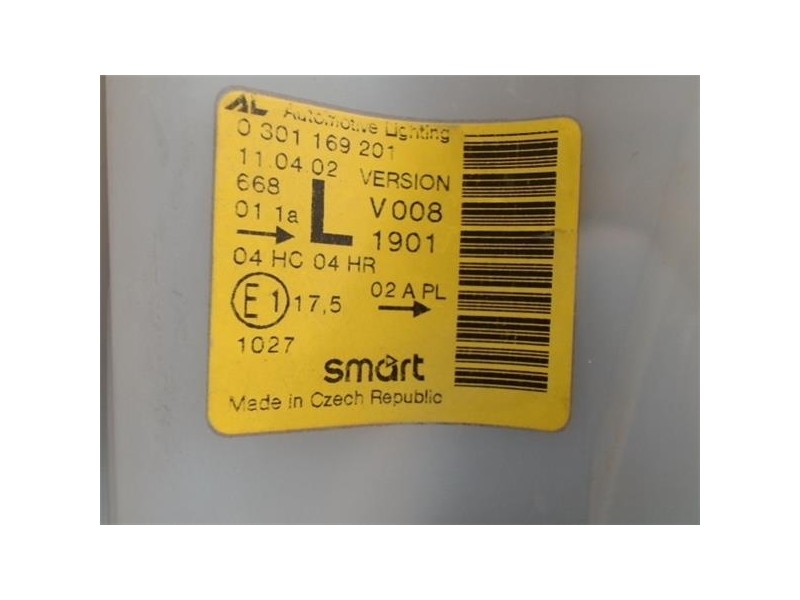 AL Automotive Lighting
0 301 169 201
11.04.02 VERSION
668 L V008
01 1a 1901
04 HC 04 HR
E1 17,5 02 A PL
1027
smart
Made in Czech Republic